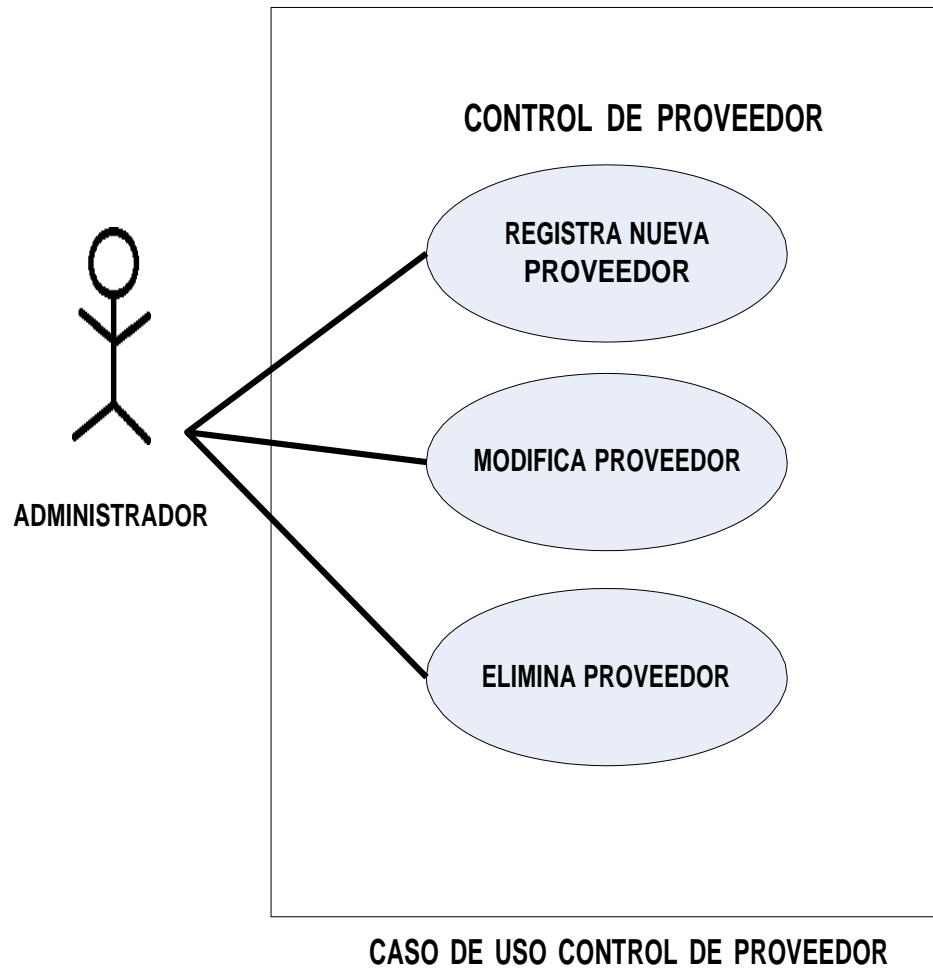 CONTROL DE PROVEEDOR
REGISTRA NUEVA
PROVEEDOR
MODIFICA PROVEEDOR
ADMINISTRADOR
ELIMINA PROVEEDOR
CASO DE USO CONTROL DE PROVEEDOR